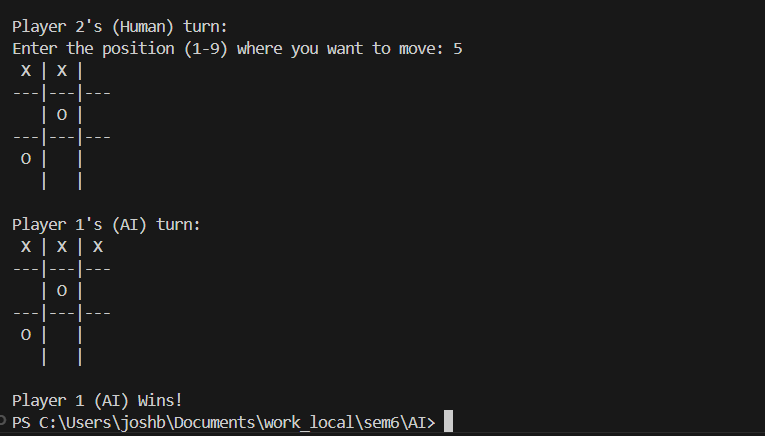 Player 2's (Human) turn:
Enter the position (1-9) where you want to move: 5
 X | X |
---|---|---
   | O |
---|---|---
 O |   |
   |   |
Player 1's (AI) turn:
 X | X | X
---|---|---
   | O |
---|---|---
 O |   |
   |   |
Player 1 (AI) Wins!
PS C:\Users\joshb\Documents\work_local\sem6\AI>